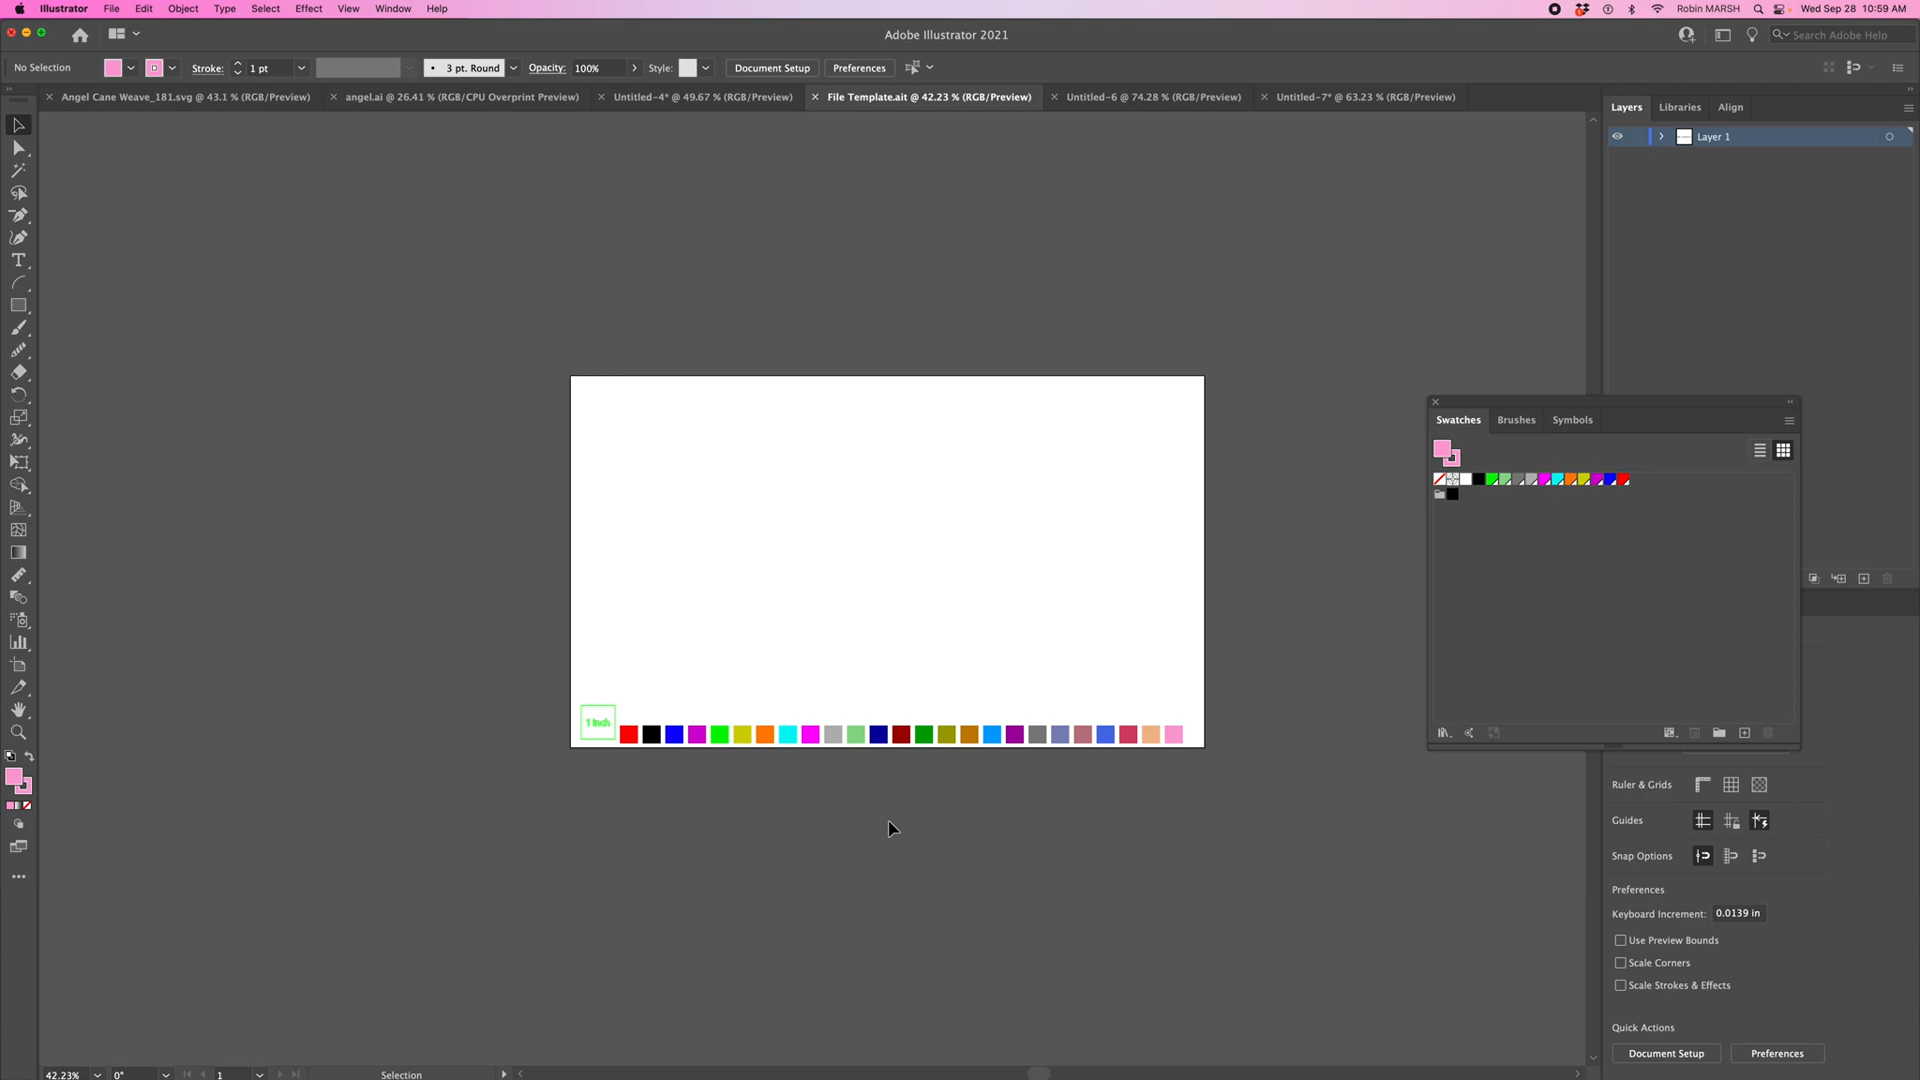 Illustrator File Edit Object Type Select Effect View Window Help Robin MARSH Wed Sep 28 10:59 AM
Adobe Illustrator 2021 Search Adobe Help
No Selection Stroke: 1 pt 3 pt. Round Opacity: 100% Style: Document Setup Preferences
Angel Cane Weave_181.svg @ 43.1 % (RGB/Preview) angel.ai @ 26.41 % (RGB/CPU Overprint Preview) Untitled-4* @ 49.67 % (RGB/Preview) File Template.ait @ 42.23 % (RGB/Preview) Untitled-6 @ 74.28 % (RGB/Preview) Untitled-7* @ 63.23 % (RGB/Preview)
Layers Libraries Align
Layer 1
Swatches Brushes Symbols
1 Inch
Ruler & Grids
Guides
Snap Options
Preferences
Keyboard Increment: 0.0139 in
Use Preview Bounds
Scale Corners
Scale Strokes & Effects
Quick Actions
Document Setup Preferences
42.23% 0° 1 Selection